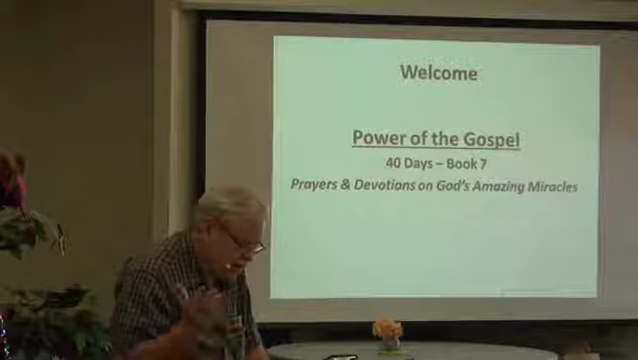 Welcome
Power of the Gospel
40 Days – Book 7
Prayers & Devotions on God's Amazing Miracles